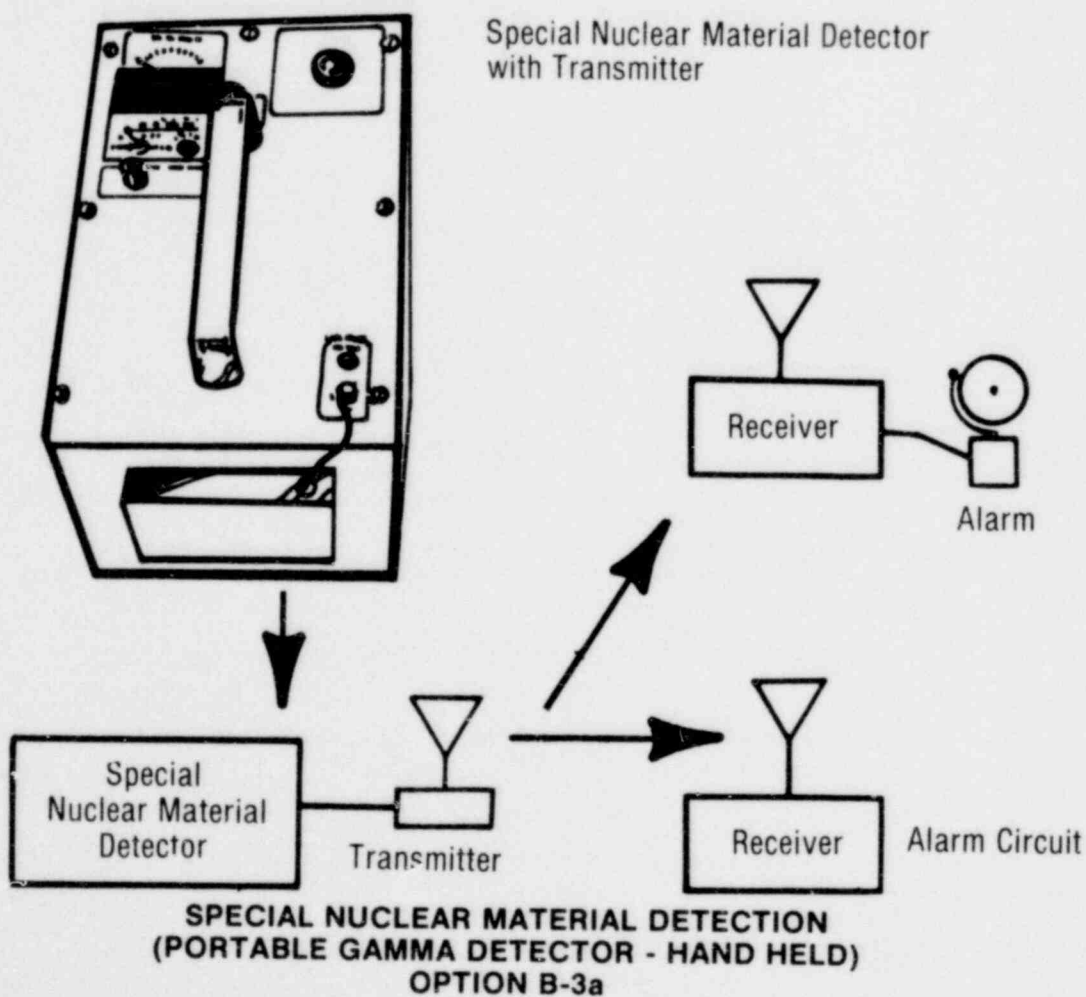 Special Nuclear Material Detector
with Transmitter
Receiver
Alarm
Special
Nuclear Material
Detector
Transmitter
Receiver
Alarm Circuit
SPECIAL NUCLEAR MATERIAL DETECTION
(PORTABLE GAMMA DETECTOR - HAND HELD)
OPTION B-3a